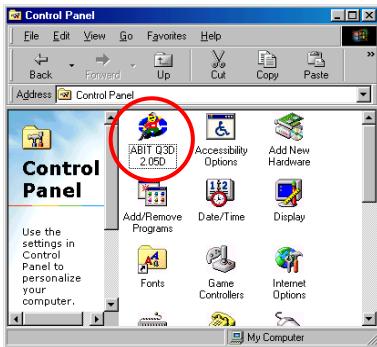 Control Panel
File Edit View Go Favorites Help
Back Forward Up Cut Copy Paste »
Address Control Panel
Control
Panel
Use the
settings in
Control
Panel to
personalize
your
computer.
ABIT Q3D
2.05D
Accessibility
Options
Add New
Hardware
Add/Remove
Programs
Date/Time
Display
Fonts
Game
Controllers
Internet
Options
My Computer